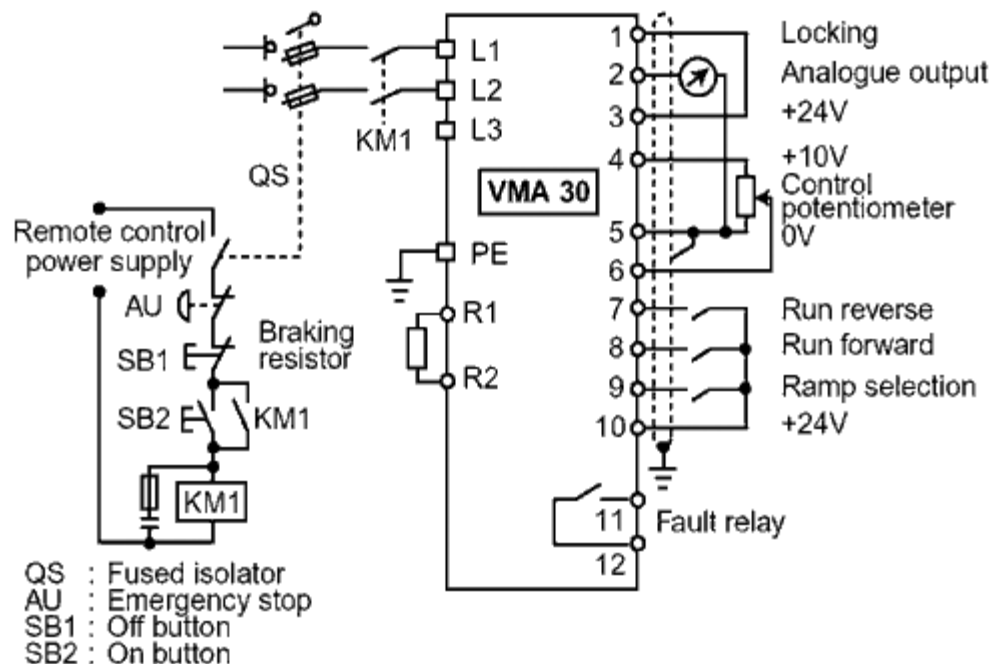 L1
L2
L3
KM1
QS
VMA 30
PE
R1
R2
1
2
3
4
5
6
7
8
9
10
11
12
Locking
Analogue output
+24V
+10V
Control
potentiometer
0V
Run reverse
Run forward
Ramp selection
+24V
Fault relay
Remote control
power supply
AU
SB1
SB2
KM1
KM1
Braking
resistor
QS : Fused isolator
AU : Emergency stop
SB1 : Off button
SB2 : On button